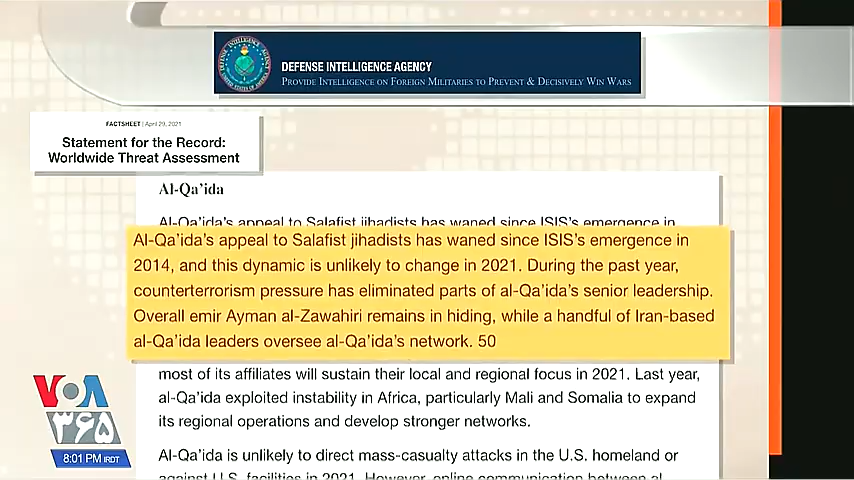 DEFENSE INTELLIGENCE AGENCY
PROVIDE INTELLIGENCE ON FOREIGN MILITARIES TO PREVENT & DECISIVELY WIN WARS
FACTSHEET | April 29, 2021
Statement for the Record:
Worldwide Threat Assessment
Al-Qa'ida
Al-Qa'ida's appeal to Salafist jihadists has waned since ISIS's emergence in
Al-Qa'ida's appeal to Salafist jihadists has waned since ISIS's emergence in
2014, and this dynamic is unlikely to change in 2021. During the past year,
counterterrorism pressure has eliminated parts of al-Qa'ida's senior leadership.
Overall emir Ayman al-Zawahiri remains in hiding, while a handful of Iran-based
al-Qa'ida leaders oversee al-Qa'ida's network. 50
most of its affiliates will sustain their local and regional focus in 2021. Last year,
al-Qa'ida exploited instability in Africa, particularly Mali and Somalia to expand
its regional operations and develop stronger networks.
Al-Qa'ida is unlikely to direct mass-casualty attacks in the U.S. homeland or
against U.S. facilities in 2021. However, online communication between al
VOA
۳۶۵
8:01 PM IRDT